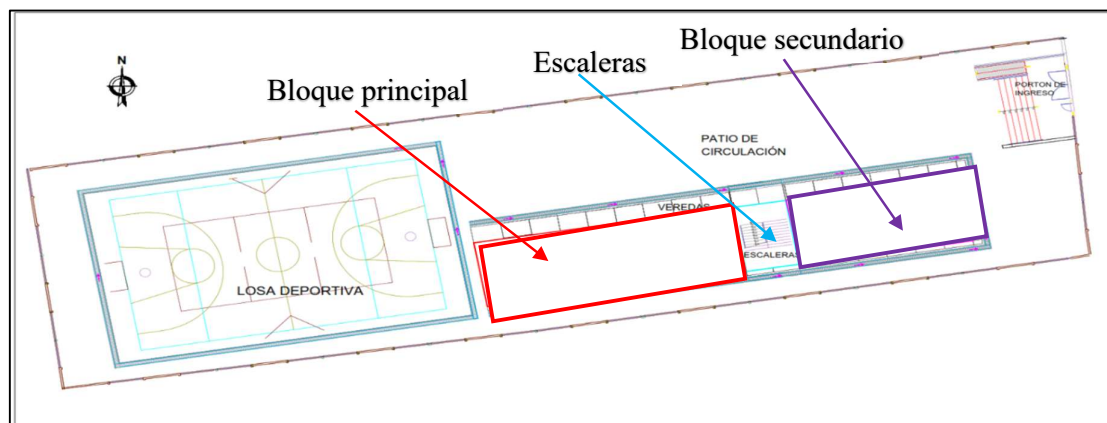 Bloque secundario
Escaleras
Bloque principal
N
PORTON DE
INGRESO
PATIO DE
CIRCULACIÓN
VEREDAS
ESCALERAS
LOSA DEPORTIVA